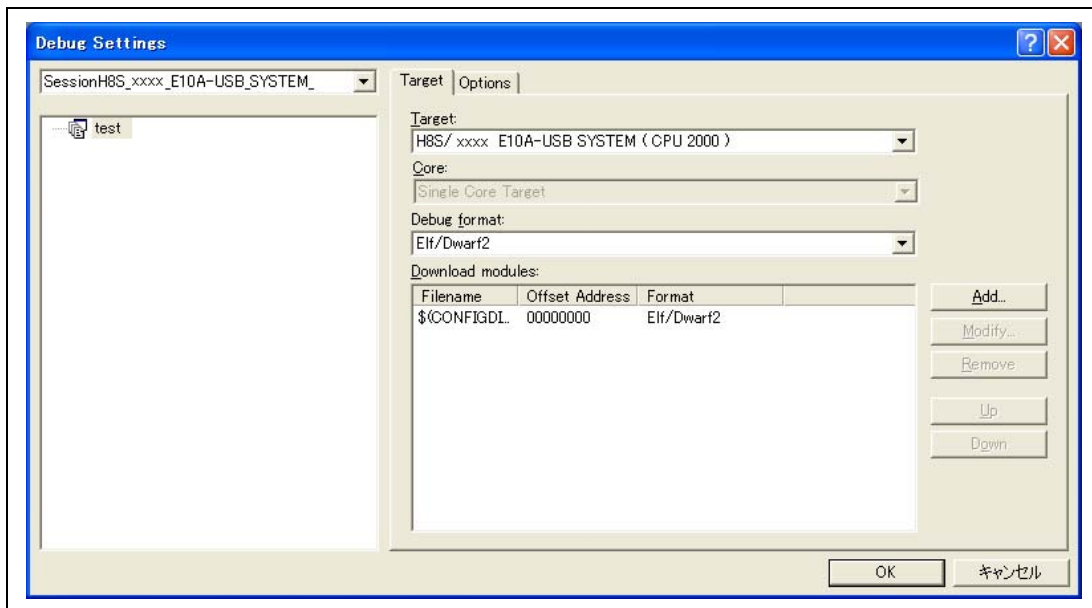 Debug Settings
SessionH8S_xxxx_E10A-USB_SYSTEM_
test
Target Options
Target:
H8S/ xxxx E10A-USB SYSTEM ( CPU 2000 )
Core:
Single Core Target
Debug format:
Elf/Dwarf2
Download modules:
Filename Offset Address Format
$(CONFIGDI... 00000000 Elf/Dwarf2
Add...
Modify...
Remove
Up
Down
OK キャンセル